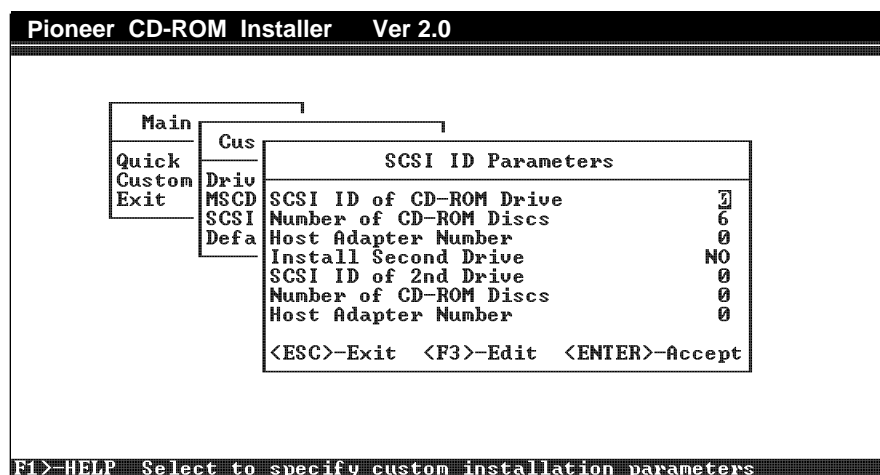 Pioneer CD-ROM Installer Ver 2.0
Main
Quick
Custom
Exit
Cus
Driv
MSCD
SCSI
Defa
SCSI ID Parameters
SCSI ID of CD-ROM Drive
Number of CD-ROM Discs 6
Host Adapter Number 0
Install Second Drive NO
SCSI ID of 2nd Drive 0
Number of CD-ROM Discs 0
Host Adapter Number 0
<ESC>-Exit <F3>-Edit <ENTER>-Accept
F1>-HELP Select to specify custom installation parameters